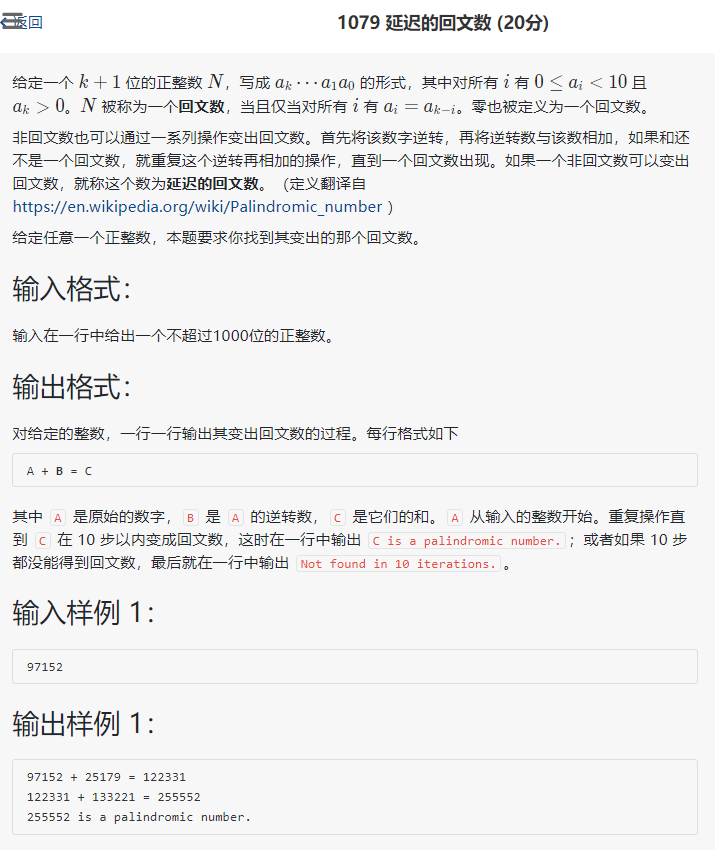 返回
1079 延迟的回文数 (20分)
给定一个 k + 1 位的正整数 N，写成 aₖ ⋯ a₁a₀ 的形式，其中对所有 i 有 0 ≤ aᵢ < 10 且
aₖ > 0。N 被称为一个回文数，当且仅当对所有 i 有 aᵢ = aₖ₋ᵢ。零也被定义为一个回文数。
非回文数也可以通过一系列操作变出回文数。首先将该数字逆转，再将逆转数与该数相加，如果和还
不是一个回文数，就重复这个逆转再相加的操作，直到一个回文数出现。如果一个非回文数可以变出
回文数，就称这个数为延迟的回文数。（定义翻译自
https://en.wikipedia.org/wiki/Palindromic_number ）
给定任意一个正整数，本题要求你找到其变出的那个回文数。
输入格式：
输入在一行中给出一个不超过1000位的正整数。
输出格式：
对给定的整数，一行一行输出其变出回文数的过程。每行格式如下
A + B = C
其中 A 是原始的数字， B 是 A 的逆转数， C 是它们的和。 A 从输入的整数开始。重复操作直
到 C 在 10 步以内变成回文数，这时在一行中输出 C is a palindromic number. ；或者如果 10 步
都没能得到回文数，最后就在一行中输出 Not found in 10 iterations. 。
输入样例 1：
97152
输出样例 1：
97152 + 25179 = 122331
122331 + 133221 = 255552
255552 is a palindromic number.